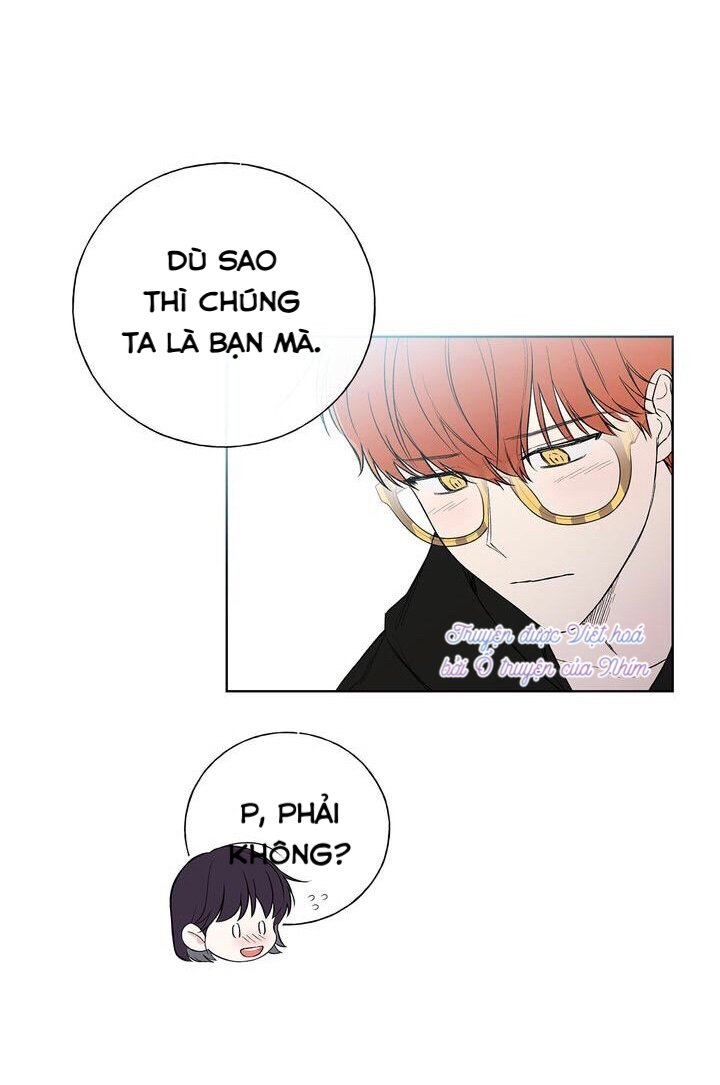 DÙ SAO
THÌ CHÚNG
TA LÀ BẠN MÀ.
Truyện được Việt hoá
bởi Ổ truyện của Nhím
P, PHẢI
KHÔNG?